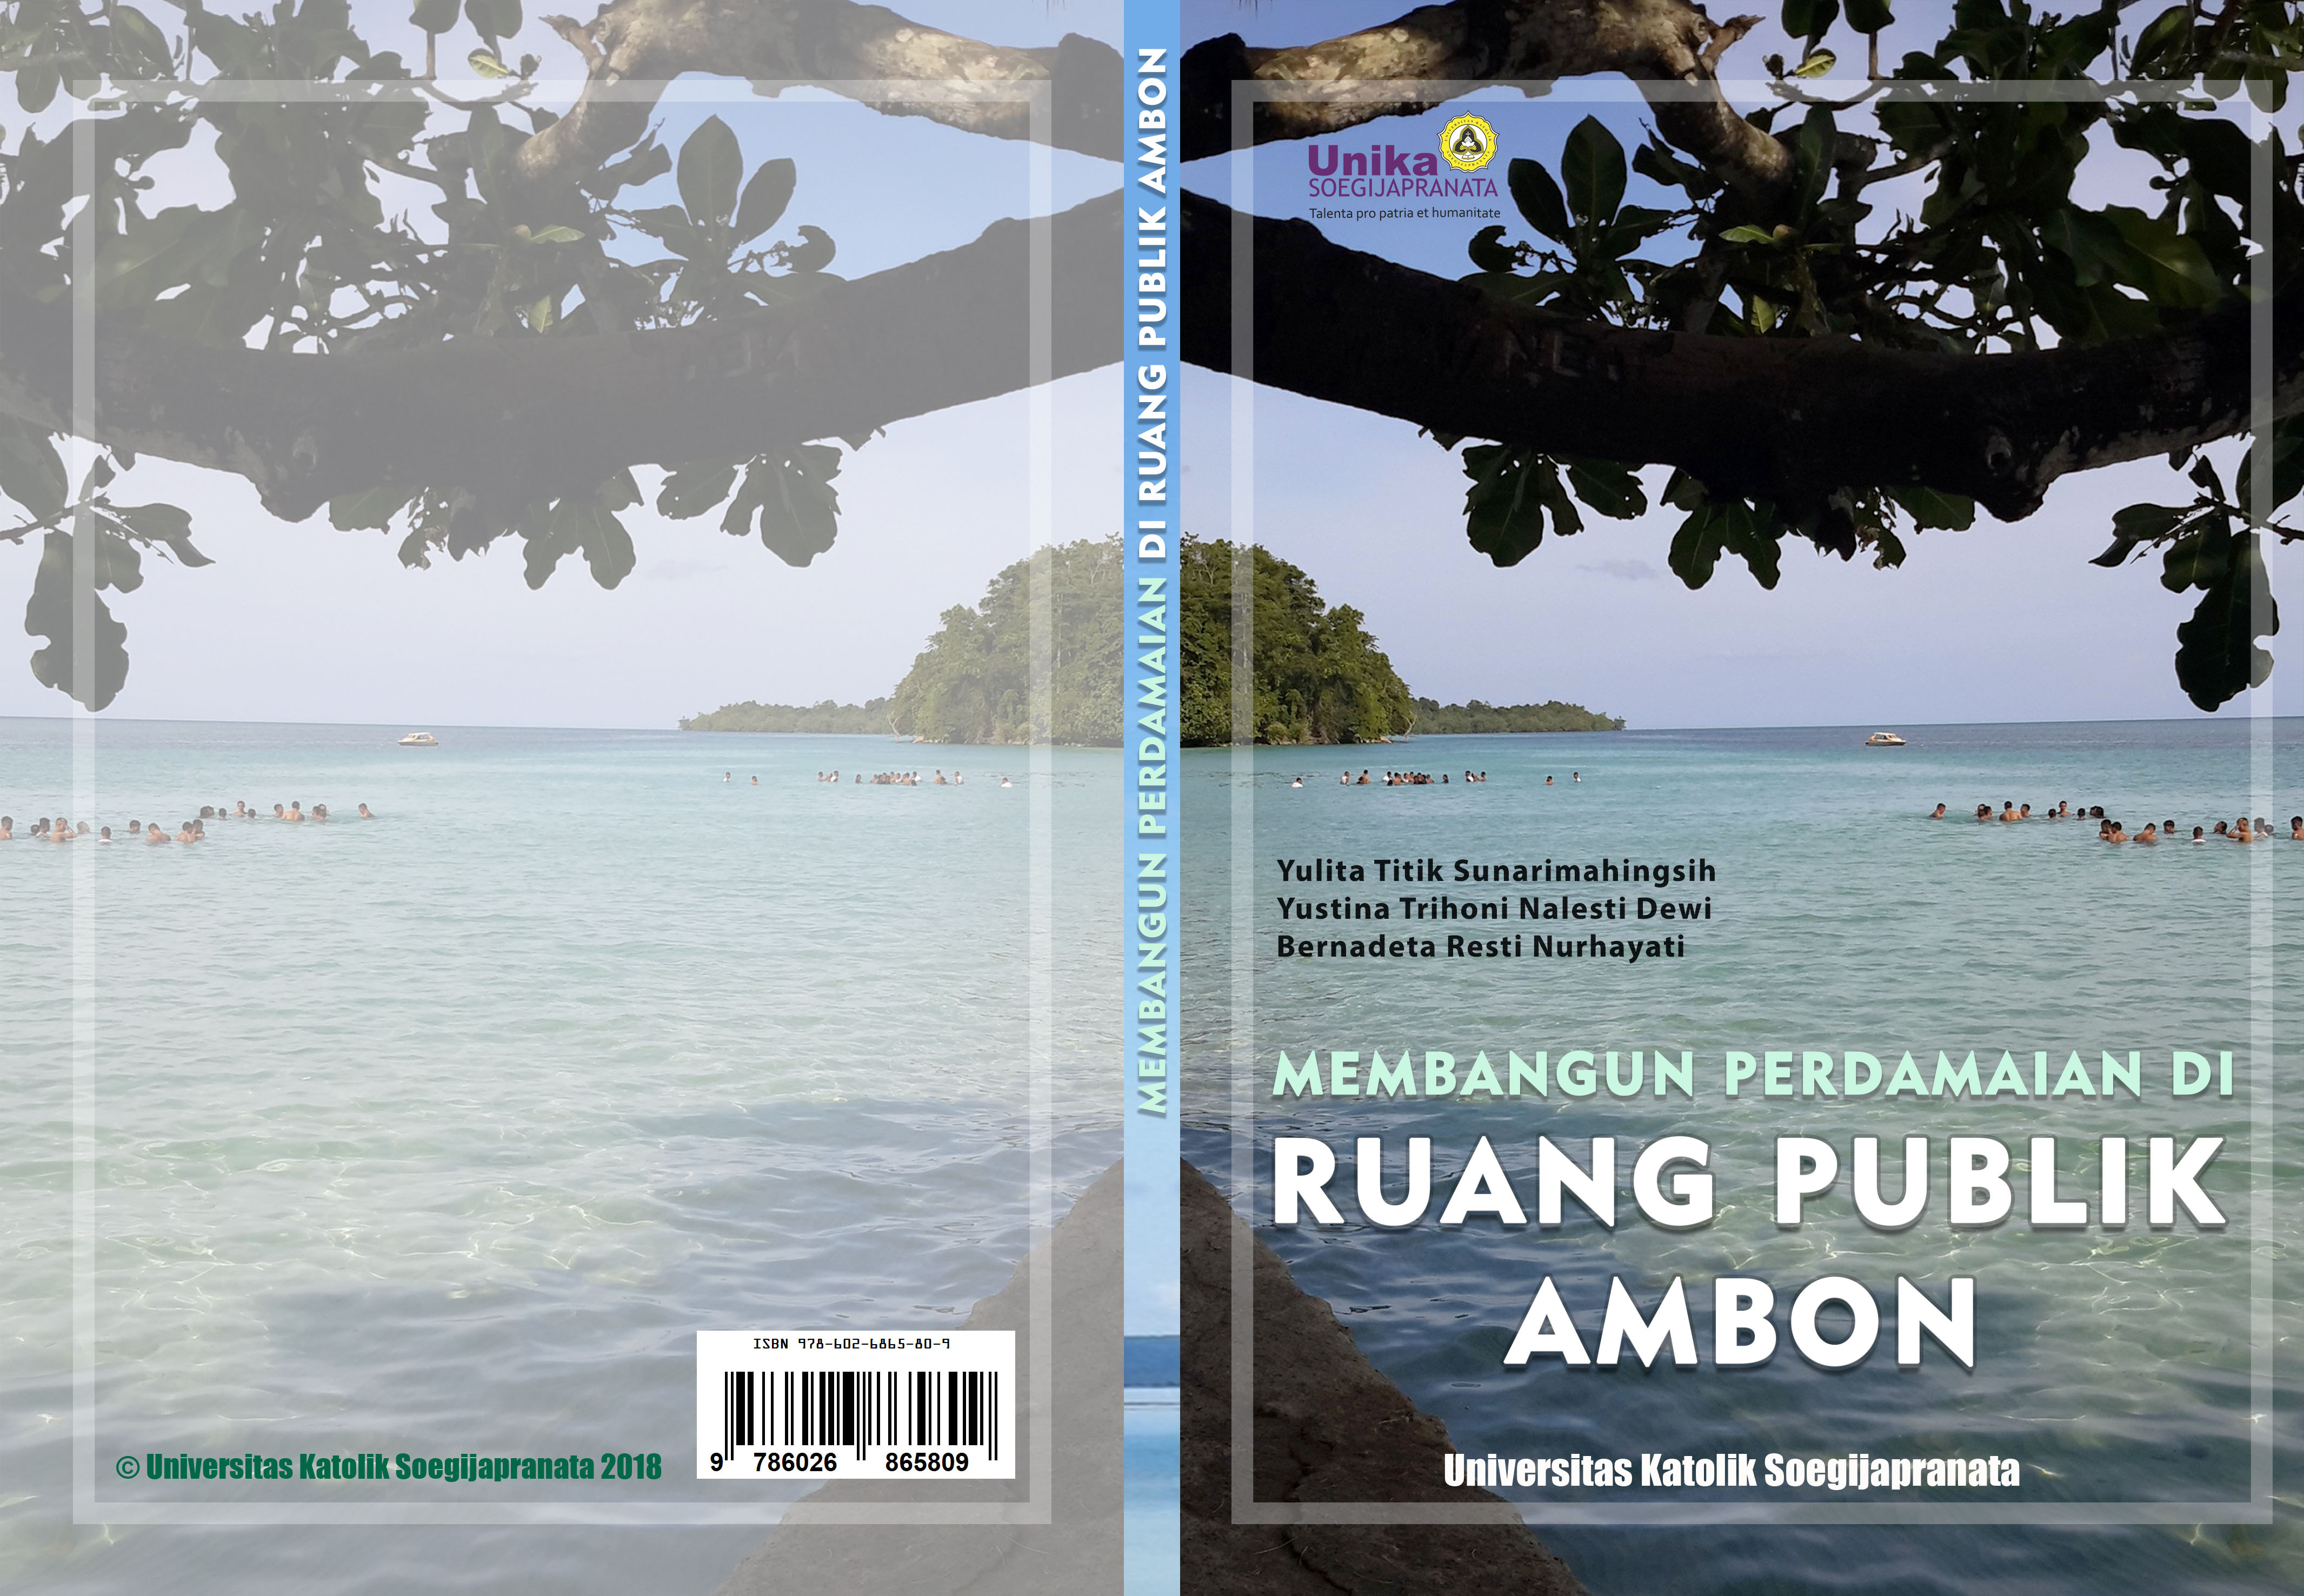 ISBN 978-602-6865-80-9
9 786026 865809
© Universitas Katolik Soegijapranata 2018
MEMBANGUN PERDAMAIAN DI RUANG PUBLIK AMBON
Unika
SOEGIJAPRANATA
Talenta pro patria et humanitate
Yulita Titik Sunarimahingsih
Yustina Trihoni Nalesti Dewi
Bernadeta Resti Nurhayati
MEMBANGUN PERDAMAIAN DI
RUANG PUBLIK
AMBON
Universitas Katolik Soegijapranata